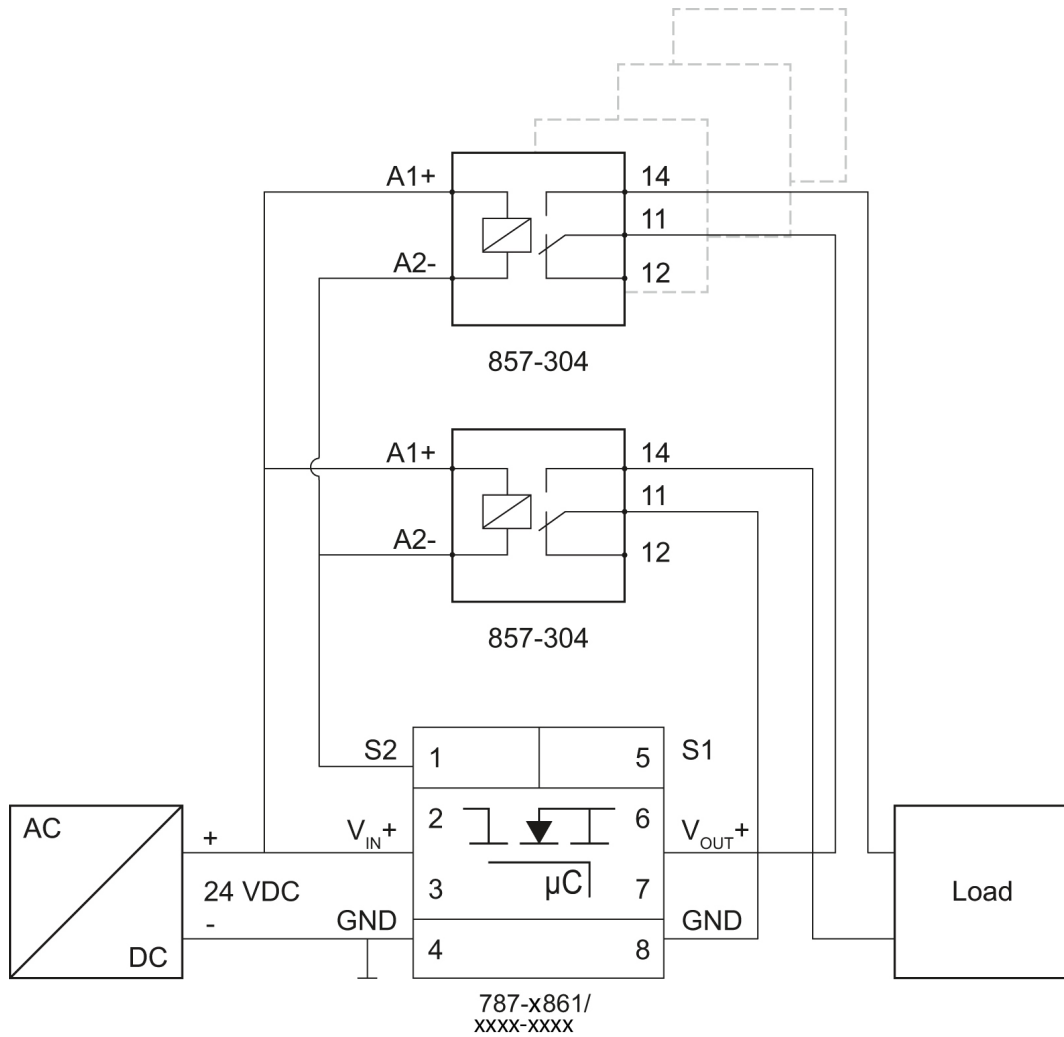 A1+
14
11
A2-
12
857-304
A1+
14
11
A2-
12
857-304
S2
1
5
S1
AC
+
VIN+
2
6
VOUT+
24 VDC
3
µC
7
Load
-
GND
GND
DC
4
8
787-x861/
xxxx-xxxx